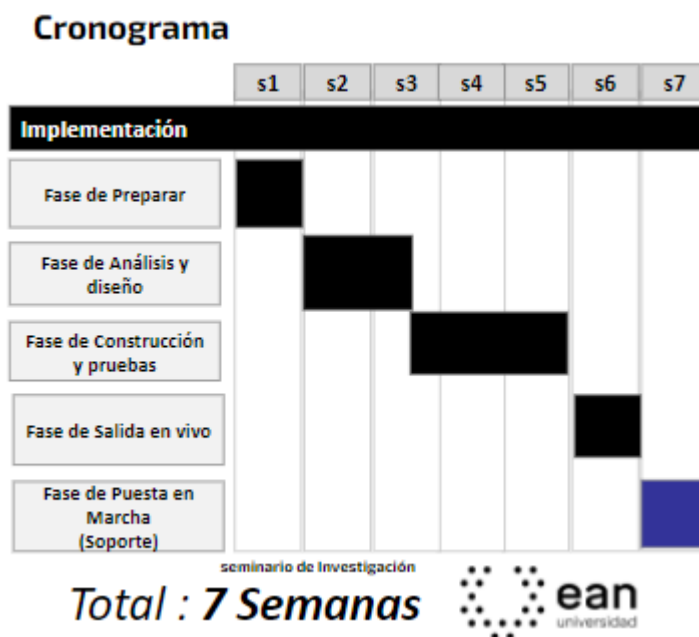 Cronograma
s1 s2 s3 s4 s5 s6 s7
Implementación
Fase de Preparar
Fase de Análisis y
diseño
Fase de Construcción
y pruebas
Fase de Salida en vivo
Fase de Puesta en
Marcha
(Soporte)
seminario de Investigación
Total : 7 Semanas
ean
universidad